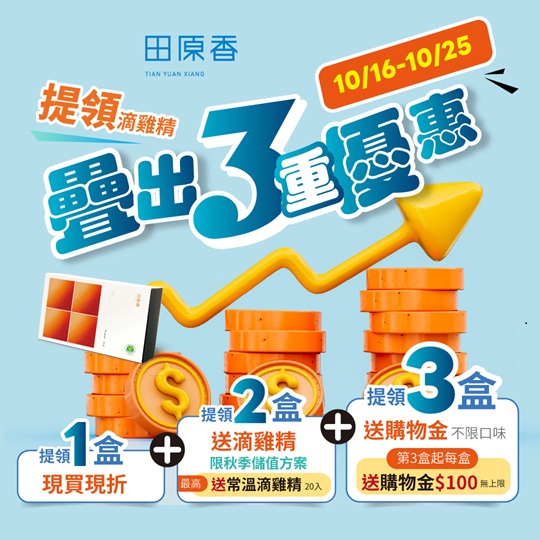 田原香
TIAN YUAN XIANG
10/16-10/25
提領滴雞精
疊出3重優惠
提領1盒
現買現折
+
提領2盒
送滴雞精
限秋季儲值方案
最高 送常溫滴雞精 20入
+
提領3盒
送購物金 不限口味
第3盒起每盒
送購物金$100 無上限